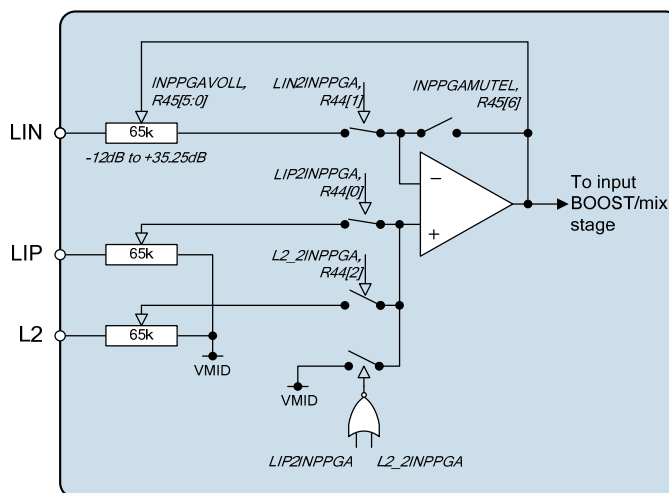 INPPGAVOLL,
R45[5:0]
LIN2INPPGA,
R44[1]
INPPGAMUTEL,
R45[6]
LIN
65k
-12dB to +35.25dB
LIP2INPPGA,
R44[0]
−
+
To input
BOOST/mix
stage
LIP
65k
L2_2INPPGA,
R44[2]
L2
65k
VMID
VMID
LIP2INPPGA
L2_2INPPGA